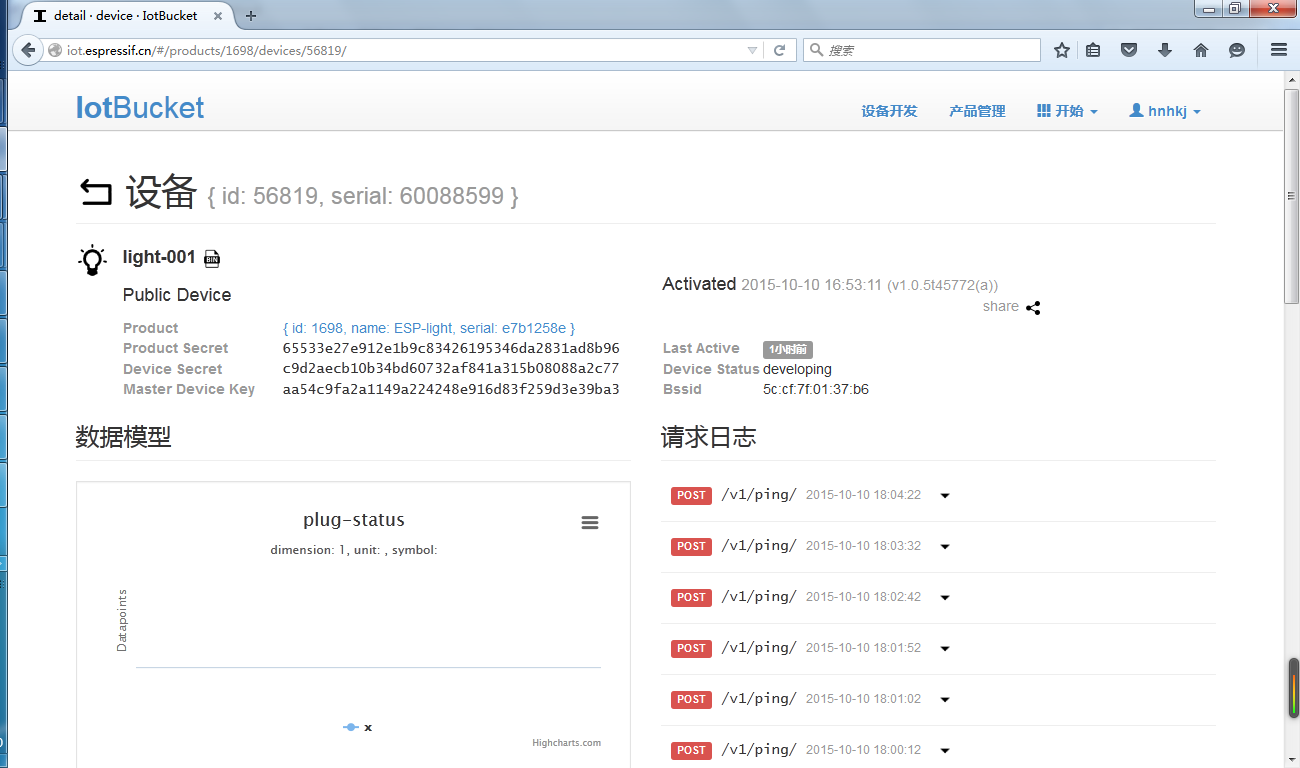 detail · device · IotBucket
iot.espressif.cn/#/products/1698/devices/56819/
搜索
IotBucket
设备开发 产品管理 开始 hnhkj
设备 { id: 56819, serial: 60088599 }
light-001 BIN
Public Device
Activated 2015-10-10 16:53:11 (v1.0.5t45772(a))
share
Product { id: 1698, name: ESP-light, serial: e7b1258e }
Product Secret 65533e27e912e1b9c83426195346da2831ad8b96
Device Secret c9d2aecb10b34bd60732af841a315b08088a2c77
Master Device Key aa54c9fa2a1149a224248e916d83f259d3e39ba3
Last Active 1小时前
Device Status developing
Bssid 5c:cf:7f:01:37:b6
数据模型
plug-status
dimension: 1, unit: , symbol:
Datapoints
x
Highcharts.com
请求日志
POST /v1/ping/ 2015-10-10 18:04:22
POST /v1/ping/ 2015-10-10 18:03:32
POST /v1/ping/ 2015-10-10 18:02:42
POST /v1/ping/ 2015-10-10 18:01:52
POST /v1/ping/ 2015-10-10 18:01:02
POST /v1/ping/ 2015-10-10 18:00:12